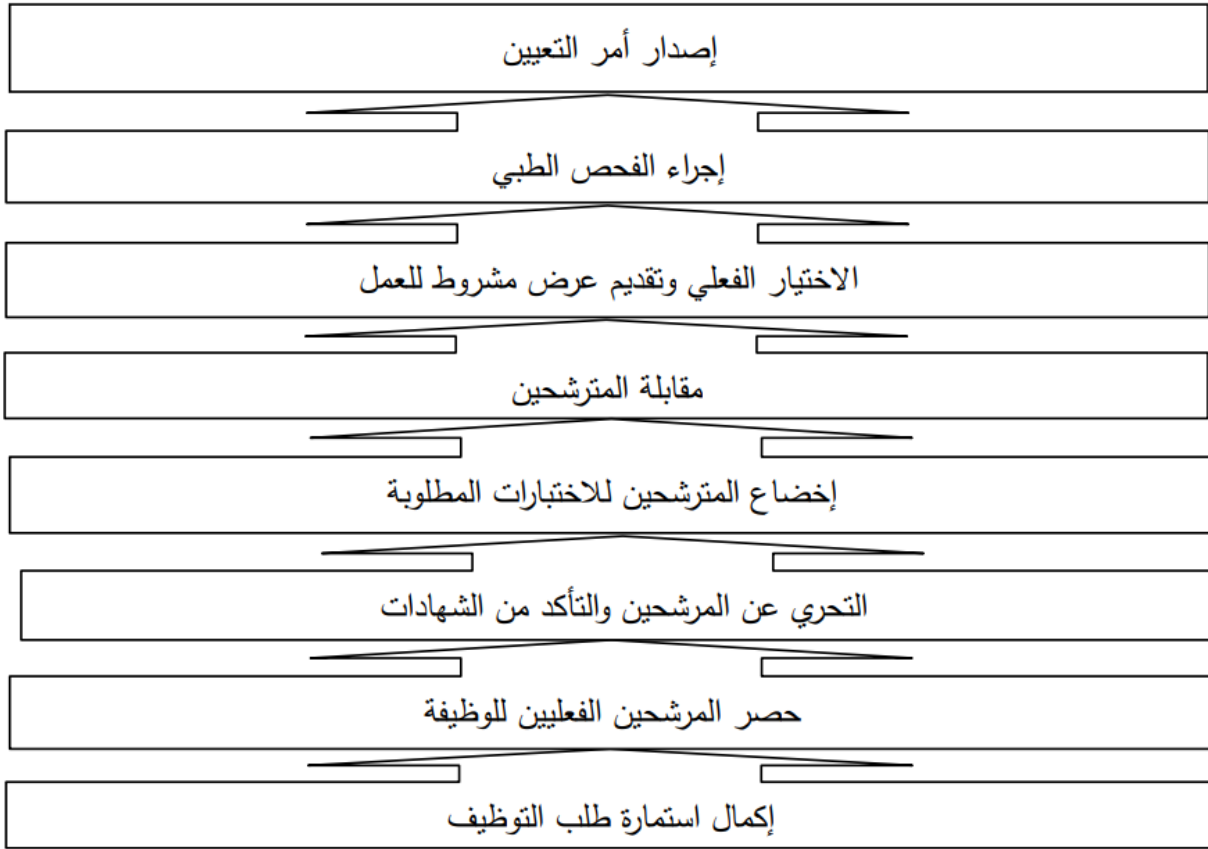 إصدار أمر التعيين
إجراء الفحص الطبي
الاختيار الفعلي وتقديم عرض مشروط للعمل
مقابلة المترشحين
إخضاع المترشحين للاختبارات المطلوبة
التحري عن المرشحين والتأكد من الشهادات
حصر المرشحين الفعليين للوظيفة
إكمال استمارة طلب التوظيف